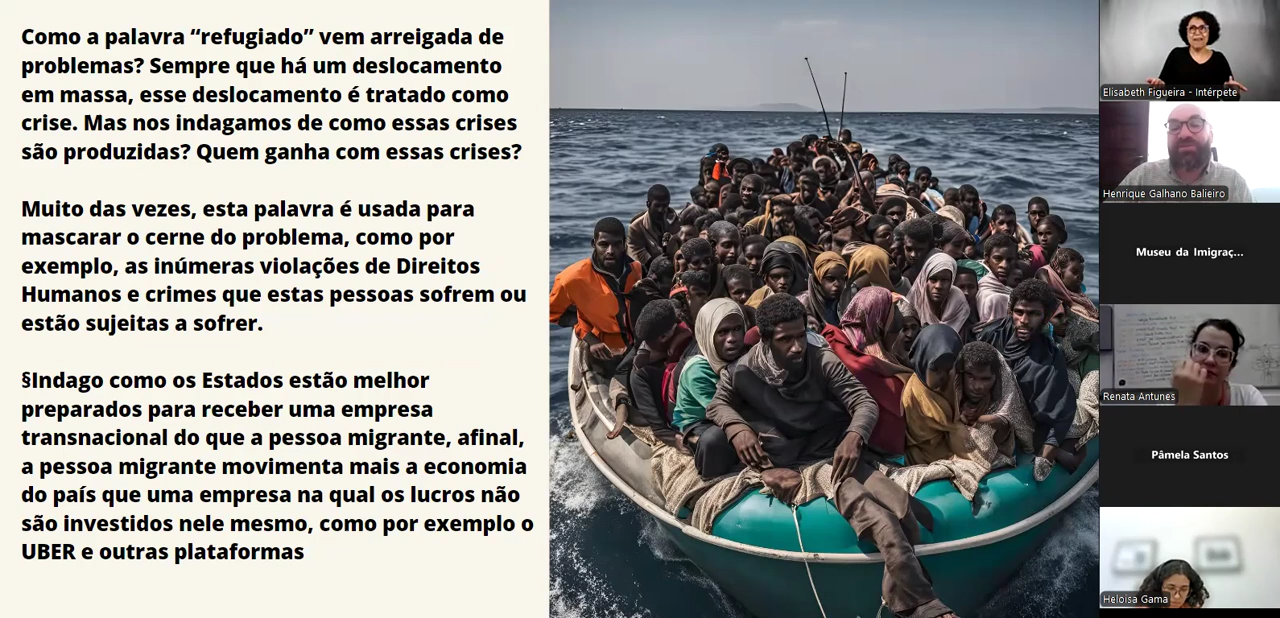 Como a palavra “refugiado” vem arreigada de
problemas? Sempre que há um deslocamento
em massa, esse deslocamento é tratado como
crise. Mas nos indagamos de como essas crises
são produzidas? Quem ganha com essas crises?
Muito das vezes, esta palavra é usada para
mascarar o cerne do problema, como por
exemplo, as inúmeras violações de Direitos
Humanos e crimes que estas pessoas sofrem ou
estão sujeitas a sofrer.
§Indago como os Estados estão melhor
preparados para receber uma empresa
transnacional do que a pessoa migrante, afinal,
a pessoa migrante movimenta mais a economia
do país que uma empresa na qual os lucros não
são investidos nele mesmo, como por exemplo o
UBER e outras plataformas
Elisabeth Figueira - Intérpete
Henrique Galhano Balieiro
Museu da Imigraç...
Renata Antunes
Pâmela Santos
Heloisa Gama